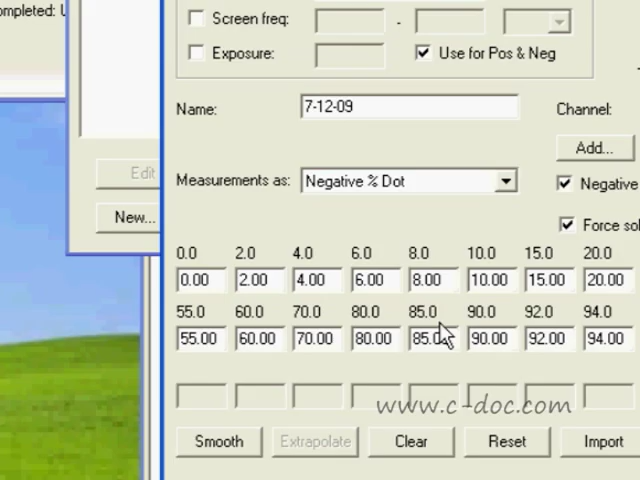 ompleted: U
Screen freq: -
Exposure: Use for Pos & Neg
Name: 7-12-09 Channel:
Add...
Edit
Measurements as: Negative % Dot Negative
New...
Force sol
0.0 2.0 4.0 6.0 8.0 10.0 15.0 20.0
0.00 2.00 4.00 6.00 8.00 10.00 15.00 20.00
55.0 60.0 70.0 80.0 85.0 90.0 92.0 94.0
55.00 60.00 70.00 80.00 85.0 90.00 92.00 94.00
www.c-doc.com
Smooth Extrapolate Clear Reset Import